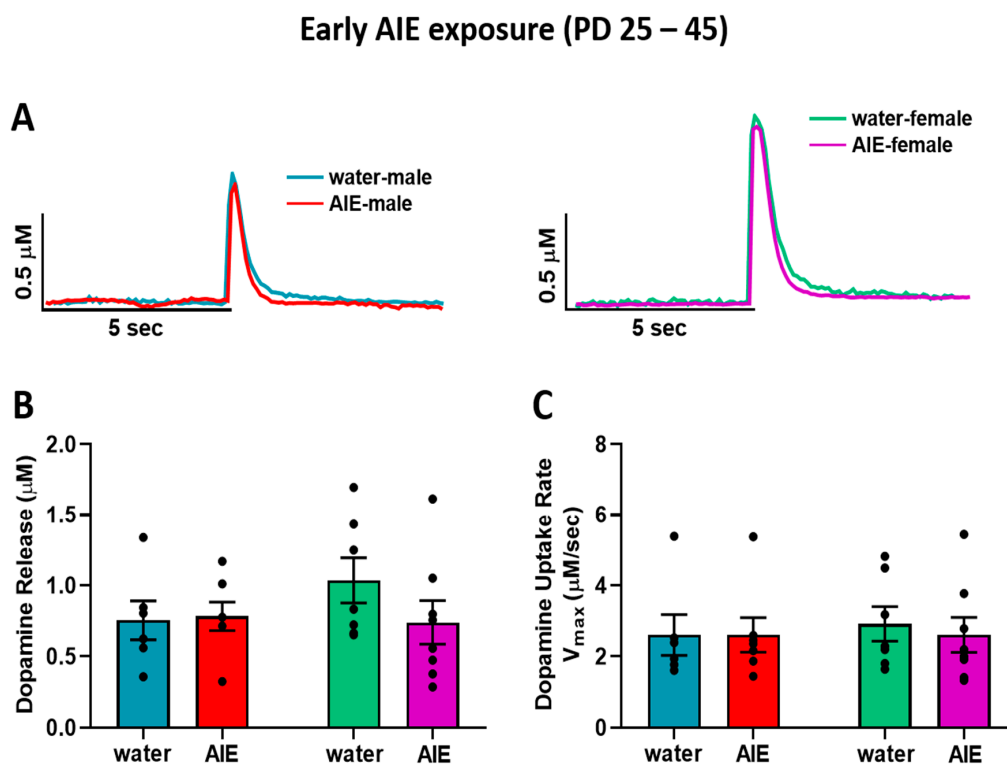 Early AIE exposure (PD 25 – 45)
A
water-male
AIE-male
0.5 µM
5 sec
water-female
AIE-female
0.5 µM
5 sec
B
Dopamine Release (µM)
2.0
1.5
1.0
0.5
0.0
water
AIE
water
AIE
C
Dopamine Uptake Rate
Vmax (µM/sec)
8
6
4
2
0
water
AIE
water
AIE